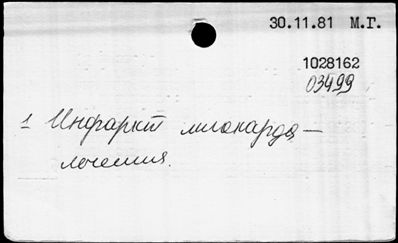 30.11.81 М.Г.
1028162
03499
1 Инфаркт миокарда –
лечения.